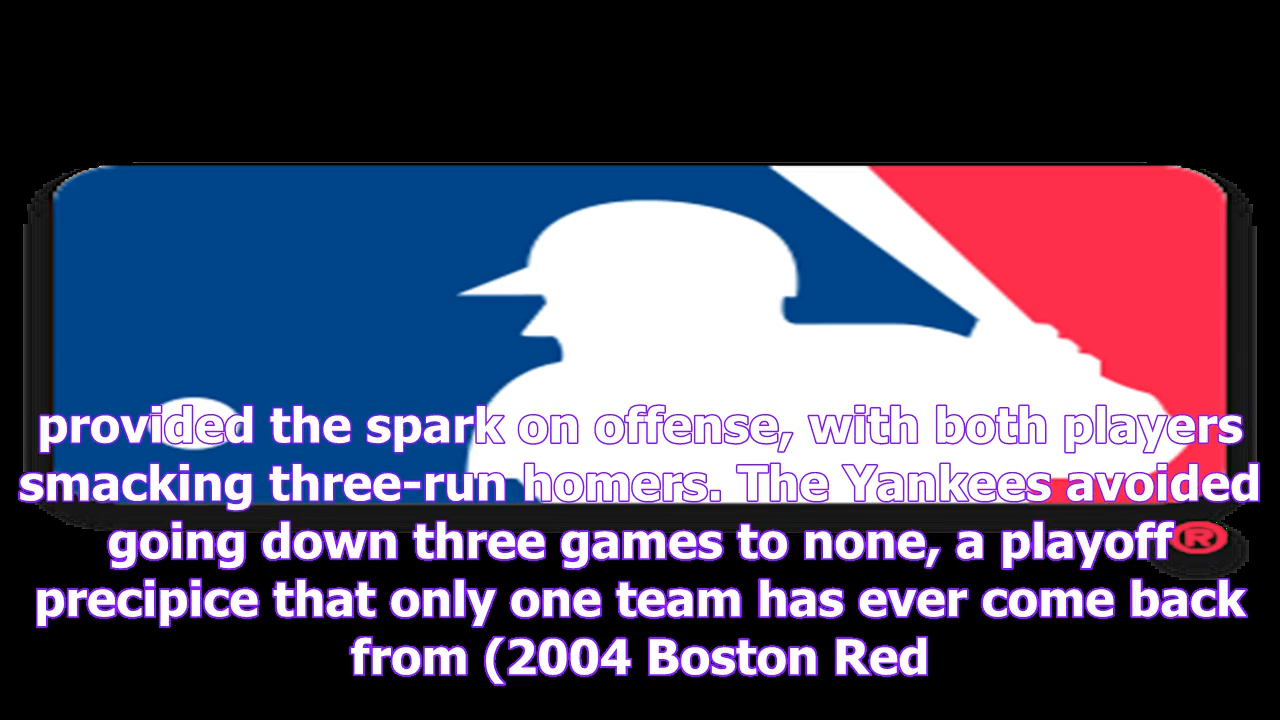 provided the spark on offense, with both players
smacking three-run homers. The Yankees avoided
going down three games to none, a playoff
®
precipice that only one team has ever come back
from (2004 Boston Red